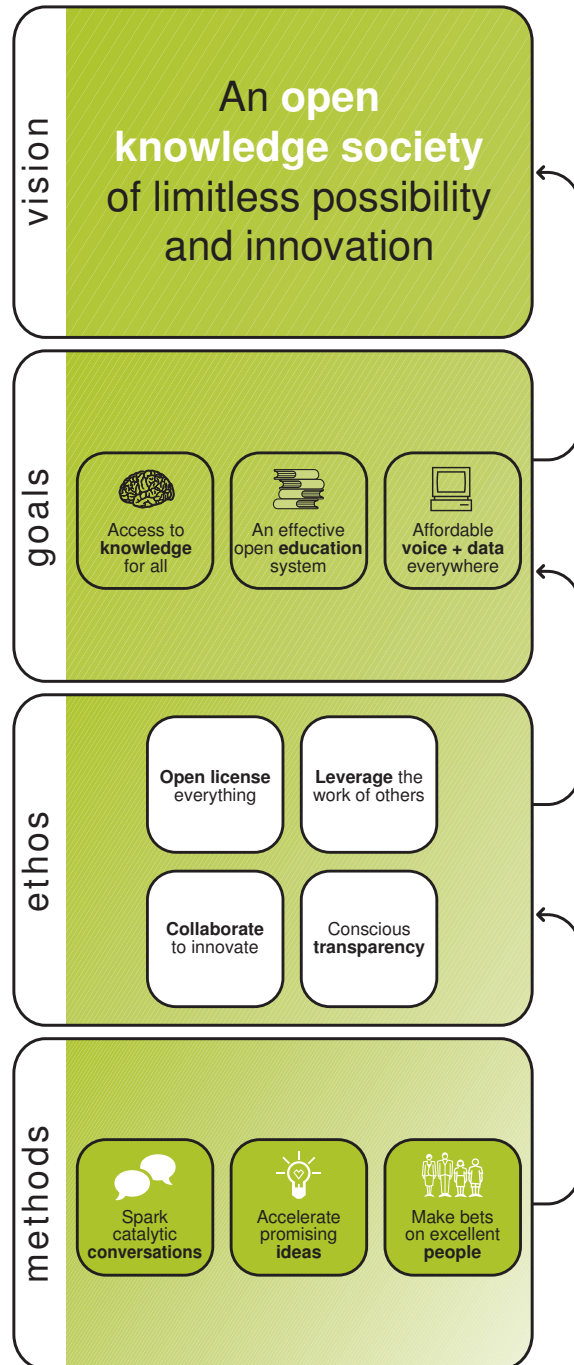 vision
An open
knowledge society
of limitless possibility
and innovation
goals
Access to
knowledge
for all
An effective
open education
system
Affordable
voice + data
everywhere
ethos
Open license
everything
Leverage the
work of others
Collaborate
to innovate
Conscious
transparency
methods
Spark
catalytic
conversations
Accelerate
promising
ideas
Make bets
on excellent
people